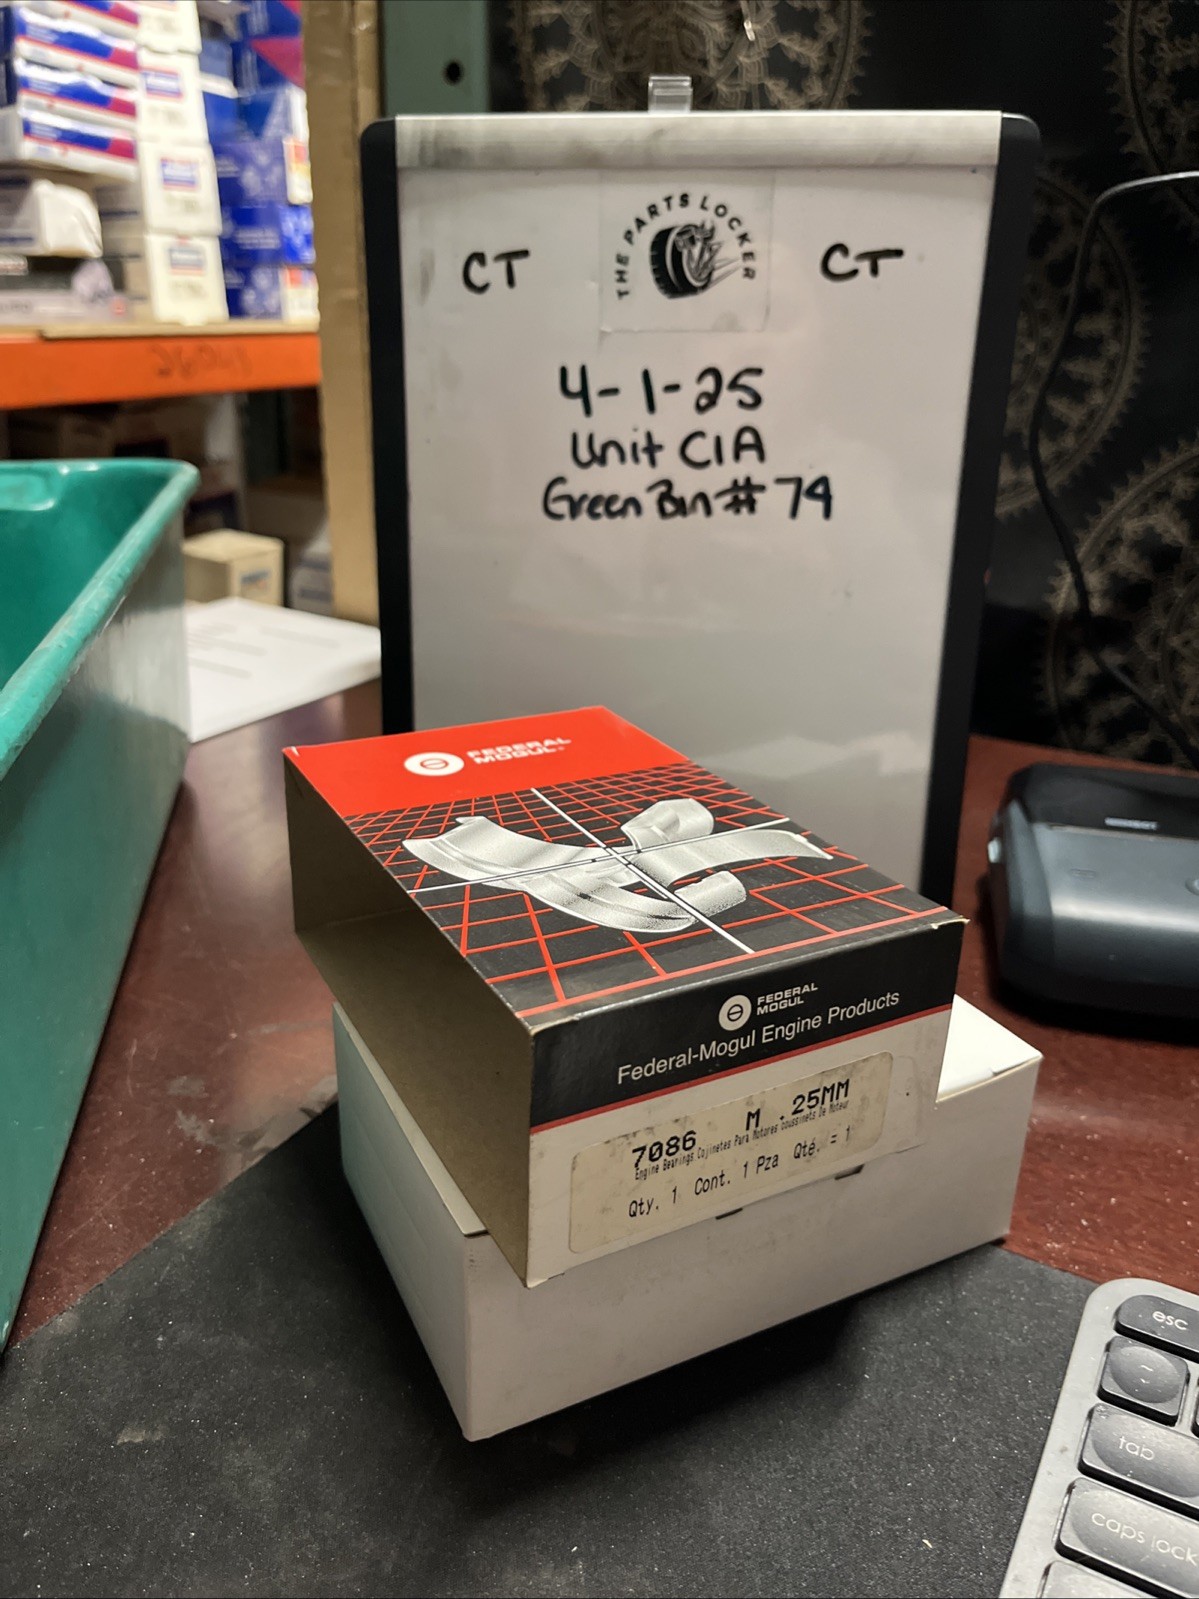 THE PARTS LOCKER
CT CT
4-1-25
Unit C1A
Green Bin # 74
FEDERAL
MOGUL
FEDERAL
MOGUL
Federal-Mogul Engine Products
7086 M .25MM
Engine Bearings Cojinetes Para Motores Coussinets De Moteur
Qty. 1 Cont. 1 Pza Qté. = 1
esc
~
tab
caps lock